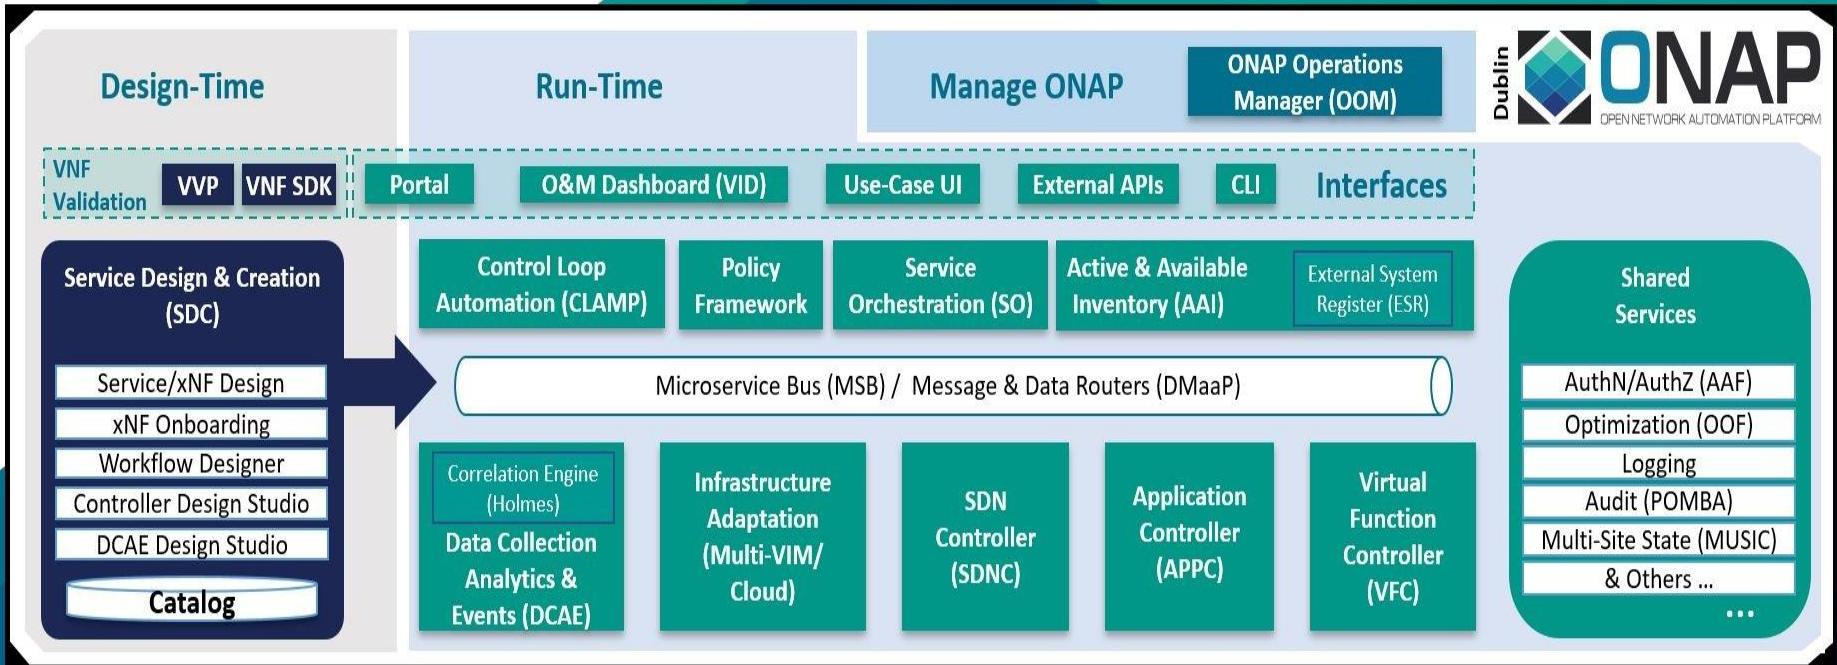 Design-Time
Run-Time
Manage ONAP
ONAP Operations
Manager (OOM)
Dublin
ONAP
OPEN NETWORK AUTOMATION PLATFORM
VNF
Validation
VVP
VNF SDK
Portal
O&M Dashboard (VID)
Use-Case UI
External APIs
CLI
Interfaces
Service Design & Creation
(SDC)
Service/xNF Design
xNF Onboarding
Workflow Designer
Controller Design Studio
DCAE Design Studio
Catalog
Control Loop
Automation (CLAMP)
Policy
Framework
Service
Orchestration (SO)
Active & Available
Inventory (AAI)
External System
Register (ESR)
Microservice Bus (MSB) / Message & Data Routers (DMaaP)
Correlation Engine
(Holmes)
Data Collection
Analytics &
Events (DCAE)
Infrastructure
Adaptation
(Multi-VIM/
Cloud)
SDN
Controller
(SDNC)
Application
Controller
(APPC)
Virtual
Function
Controller
(VFC)
Shared
Services
AuthN/AuthZ (AAF)
Optimization (OOF)
Logging
Audit (POMBA)
Multi-Site State (MUSIC)
& Others ...
...